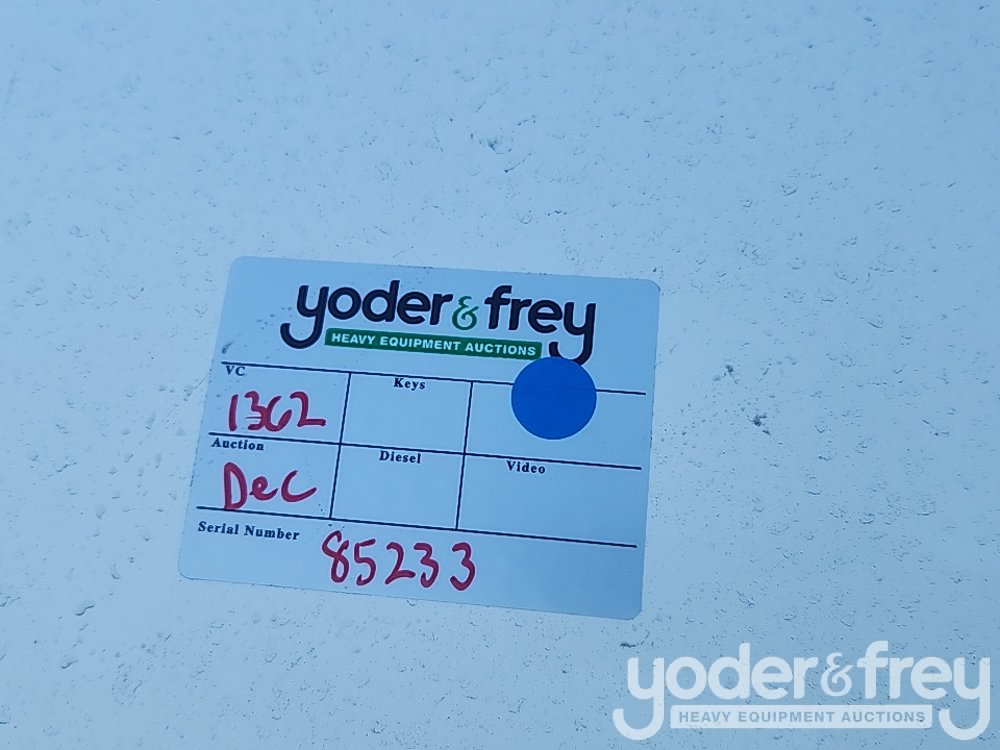 yoder & frey
HEAVY EQUIPMENT AUCTIONS
VC
Keys
1362
Auction
Diesel
Video
Dec
Serial Number
85233
yoder & frey
HEAVY EQUIPMENT AUCTIONS